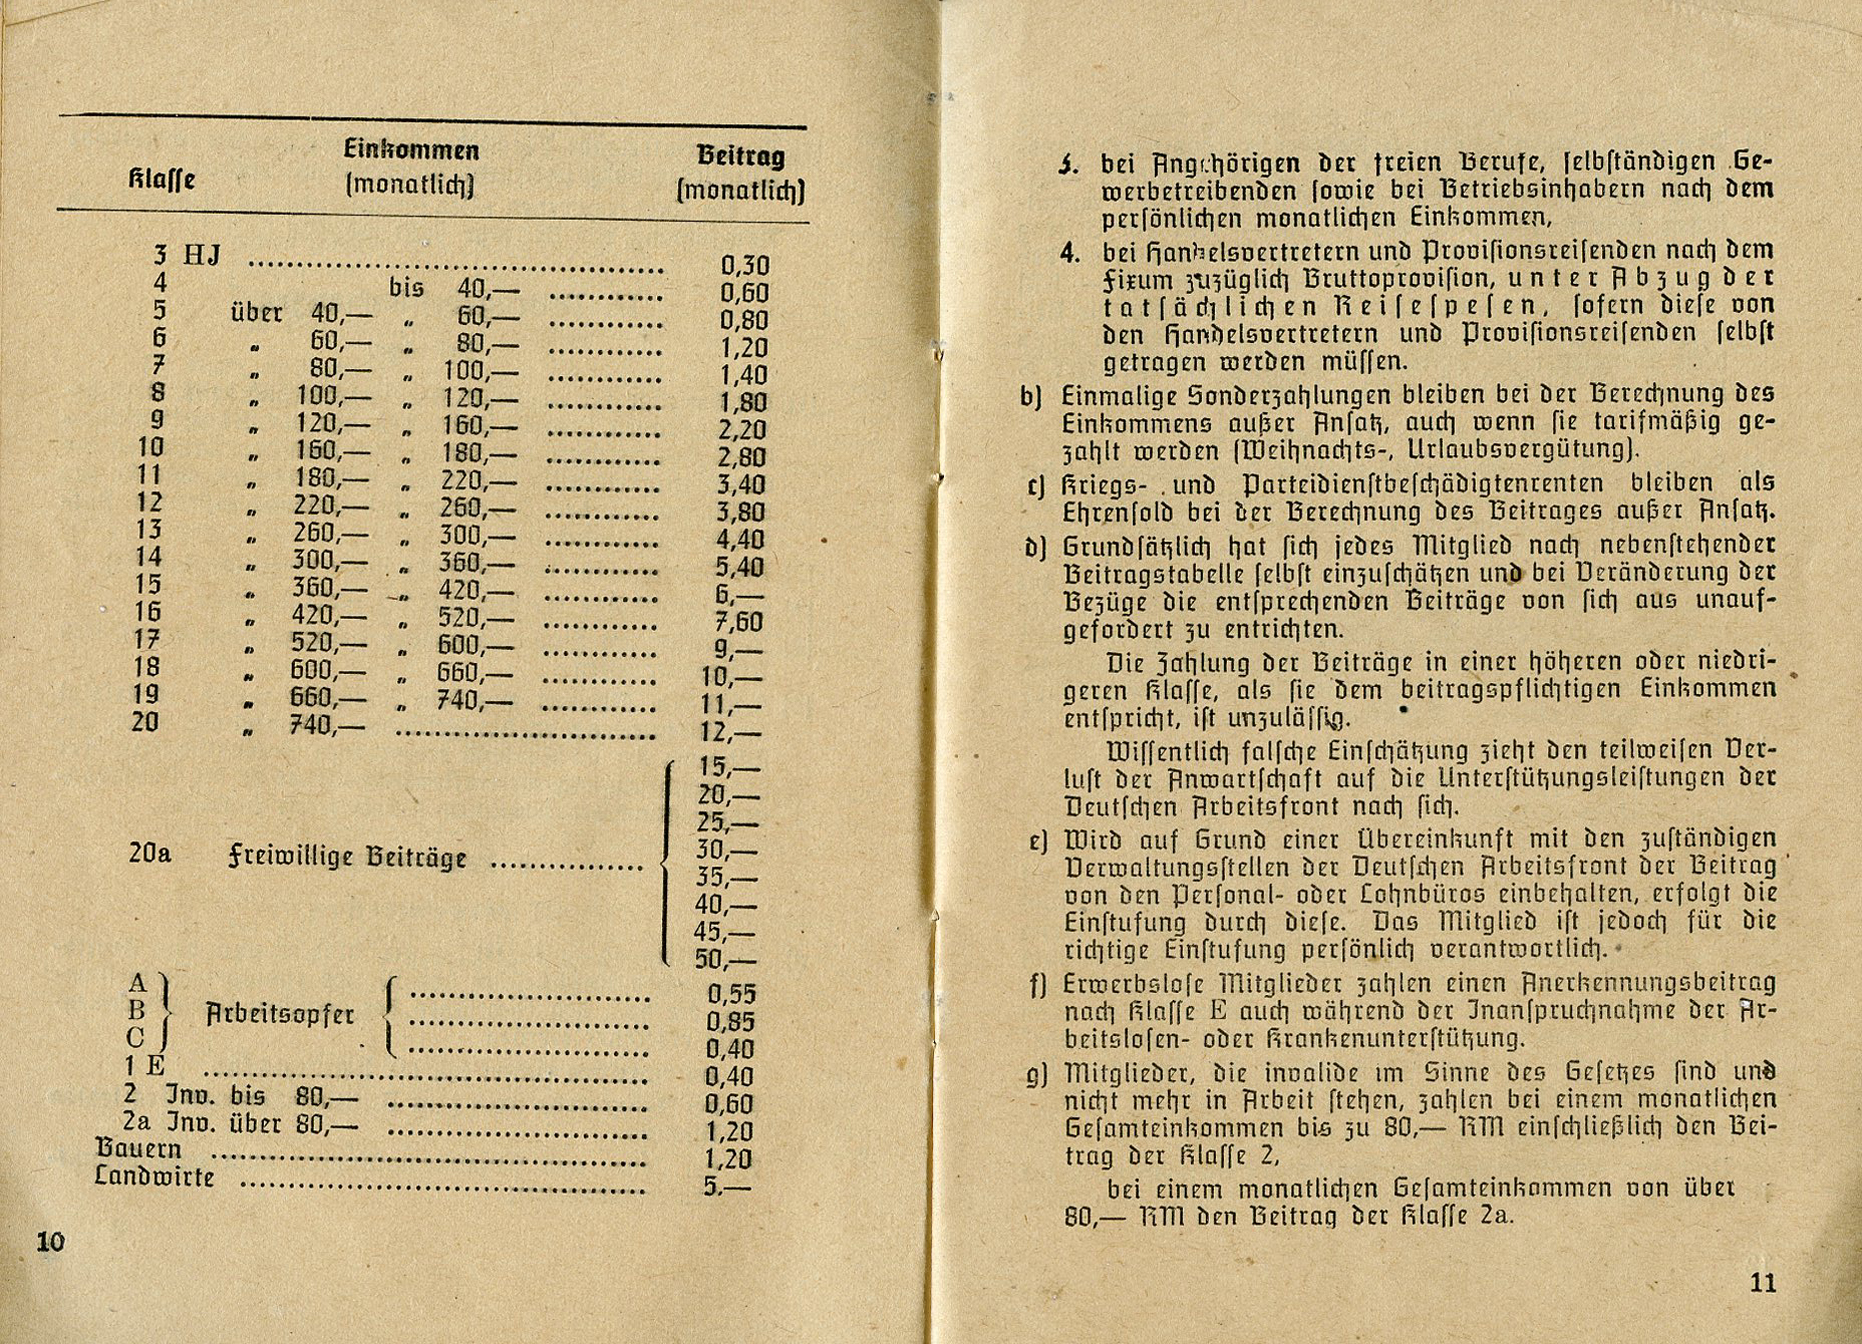 Klasse Einkommen (monatlich) Beitrag (monatlich)
3 HJ ........................................ 0,30
4 bis 40,— ............ 0,60
5 über 40,— „ 60,— ............ 0,80
6 „ 60,— „ 80,— ............ 1,20
7 „ 80,— „ 100,— ............ 1,40
8 „ 100,— „ 120,— ............ 1,80
9 „ 120,— „ 160,— ............ 2,20
10 „ 160,— „ 180,— ............ 2,80
11 „ 180,— „ 220,— ............ 3,40
12 „ 220,— „ 260,— ............ 3,80
13 „ 260,— „ 300,— ............ 4,40
14 „ 300,— „ 360,— ............ 5,40
15 „ 360,— „ 420,— ............ 6,—
16 „ 420,— „ 520,— ............ 7,60
17 „ 520,— „ 600,— ............ 9,—
18 „ 600,— „ 660,— ............ 10,—
19 „ 660,— „ 740,— ............ 11,—
20 „ 740,— ........................... 12,—
15,—
20,—
25,—
30,—
20a Freiwillige Beiträge ................
35,—
40,—
45,—
50,—
A ......................... 0,55
B Arbeitsopfer ......................... 0,85
C ......................... 0,40
1 E ............................................. 0,40
2 Inv. bis 80,— ........................... 0,60
2a Inv. über 80,— ........................... 1,20
Bauern ............................................. 1,20
Landwirte ......................................... 5.—
10
3. bei Angehörigen der freien Berufe, selbständigen Ge-
werbetreibenden sowie bei Betriebsinhabern nach dem
persönlichen monatlichen Einkommen,
4. bei Handelsvertretern und Provisionsreisenden nach dem
Fixum zuzüglich Bruttoprovision, unter Abzug der
tatsächlichen Reisespesen, sofern diese von
den Handelsvertretern und Provisionsreisenden selbst
getragen werden müssen.
b) Einmalige Sonderzahlungen bleiben bei der Berechnung des
Einkommens außer Ansatz, auch wenn sie tarifmäßig ge-
zahlt werden (Weihnachts-, Urlaubsvergütung).
c) Kriegs- und Parteidienstbeschädigtenrenten bleiben als
Ehrensold bei der Berechnung des Beitrages außer Ansatz.
d) Grundsätzlich hat sich jedes Mitglied nach nebenstehender
Beitragstabelle selbst einzuschätzen und bei Veränderung der
Bezüge die entsprechenden Beiträge von sich aus unauf-
gefordert zu entrichten.
Die Zahlung der Beiträge in einer höheren oder niedri-
geren Klasse, als sie dem beitragspflichtigen Einkommen
entspricht, ist unzulässig.
Wissentlich falsche Einschätzung zieht den teilweisen Ver-
lust der Anwartschaft auf die Unterstützungsleistungen der
Deutschen Arbeitsfront nach sich.
e) Wird auf Grund einer Übereinkunft mit den zuständigen
Verwaltungsstellen der Deutschen Arbeitsfront der Beitrag
von den Personal- oder Lohnbüros einbehalten, erfolgt die
Einstufung durch diese. Das Mitglied ist jedoch für die
richtige Einstufung persönlich verantwortlich.
f) Erwerbslose Mitglieder zahlen einen Anerkennungsbeitrag
nach Klasse E auch während der Inanspruchnahme der Ar-
beitslosen- oder Krankenunterstützung.
g) Mitglieder, die invalide im Sinne des Gesetzes sind und
nicht mehr in Arbeit stehen, zahlen bei einem monatlichen
Gesamteinkommen bis zu 80,— RM einschließlich den Bei-
trag der Klasse 2,
bei einem monatlichen Gesamteinkommen von über
80,— RM den Beitrag der Klasse 2a.
11